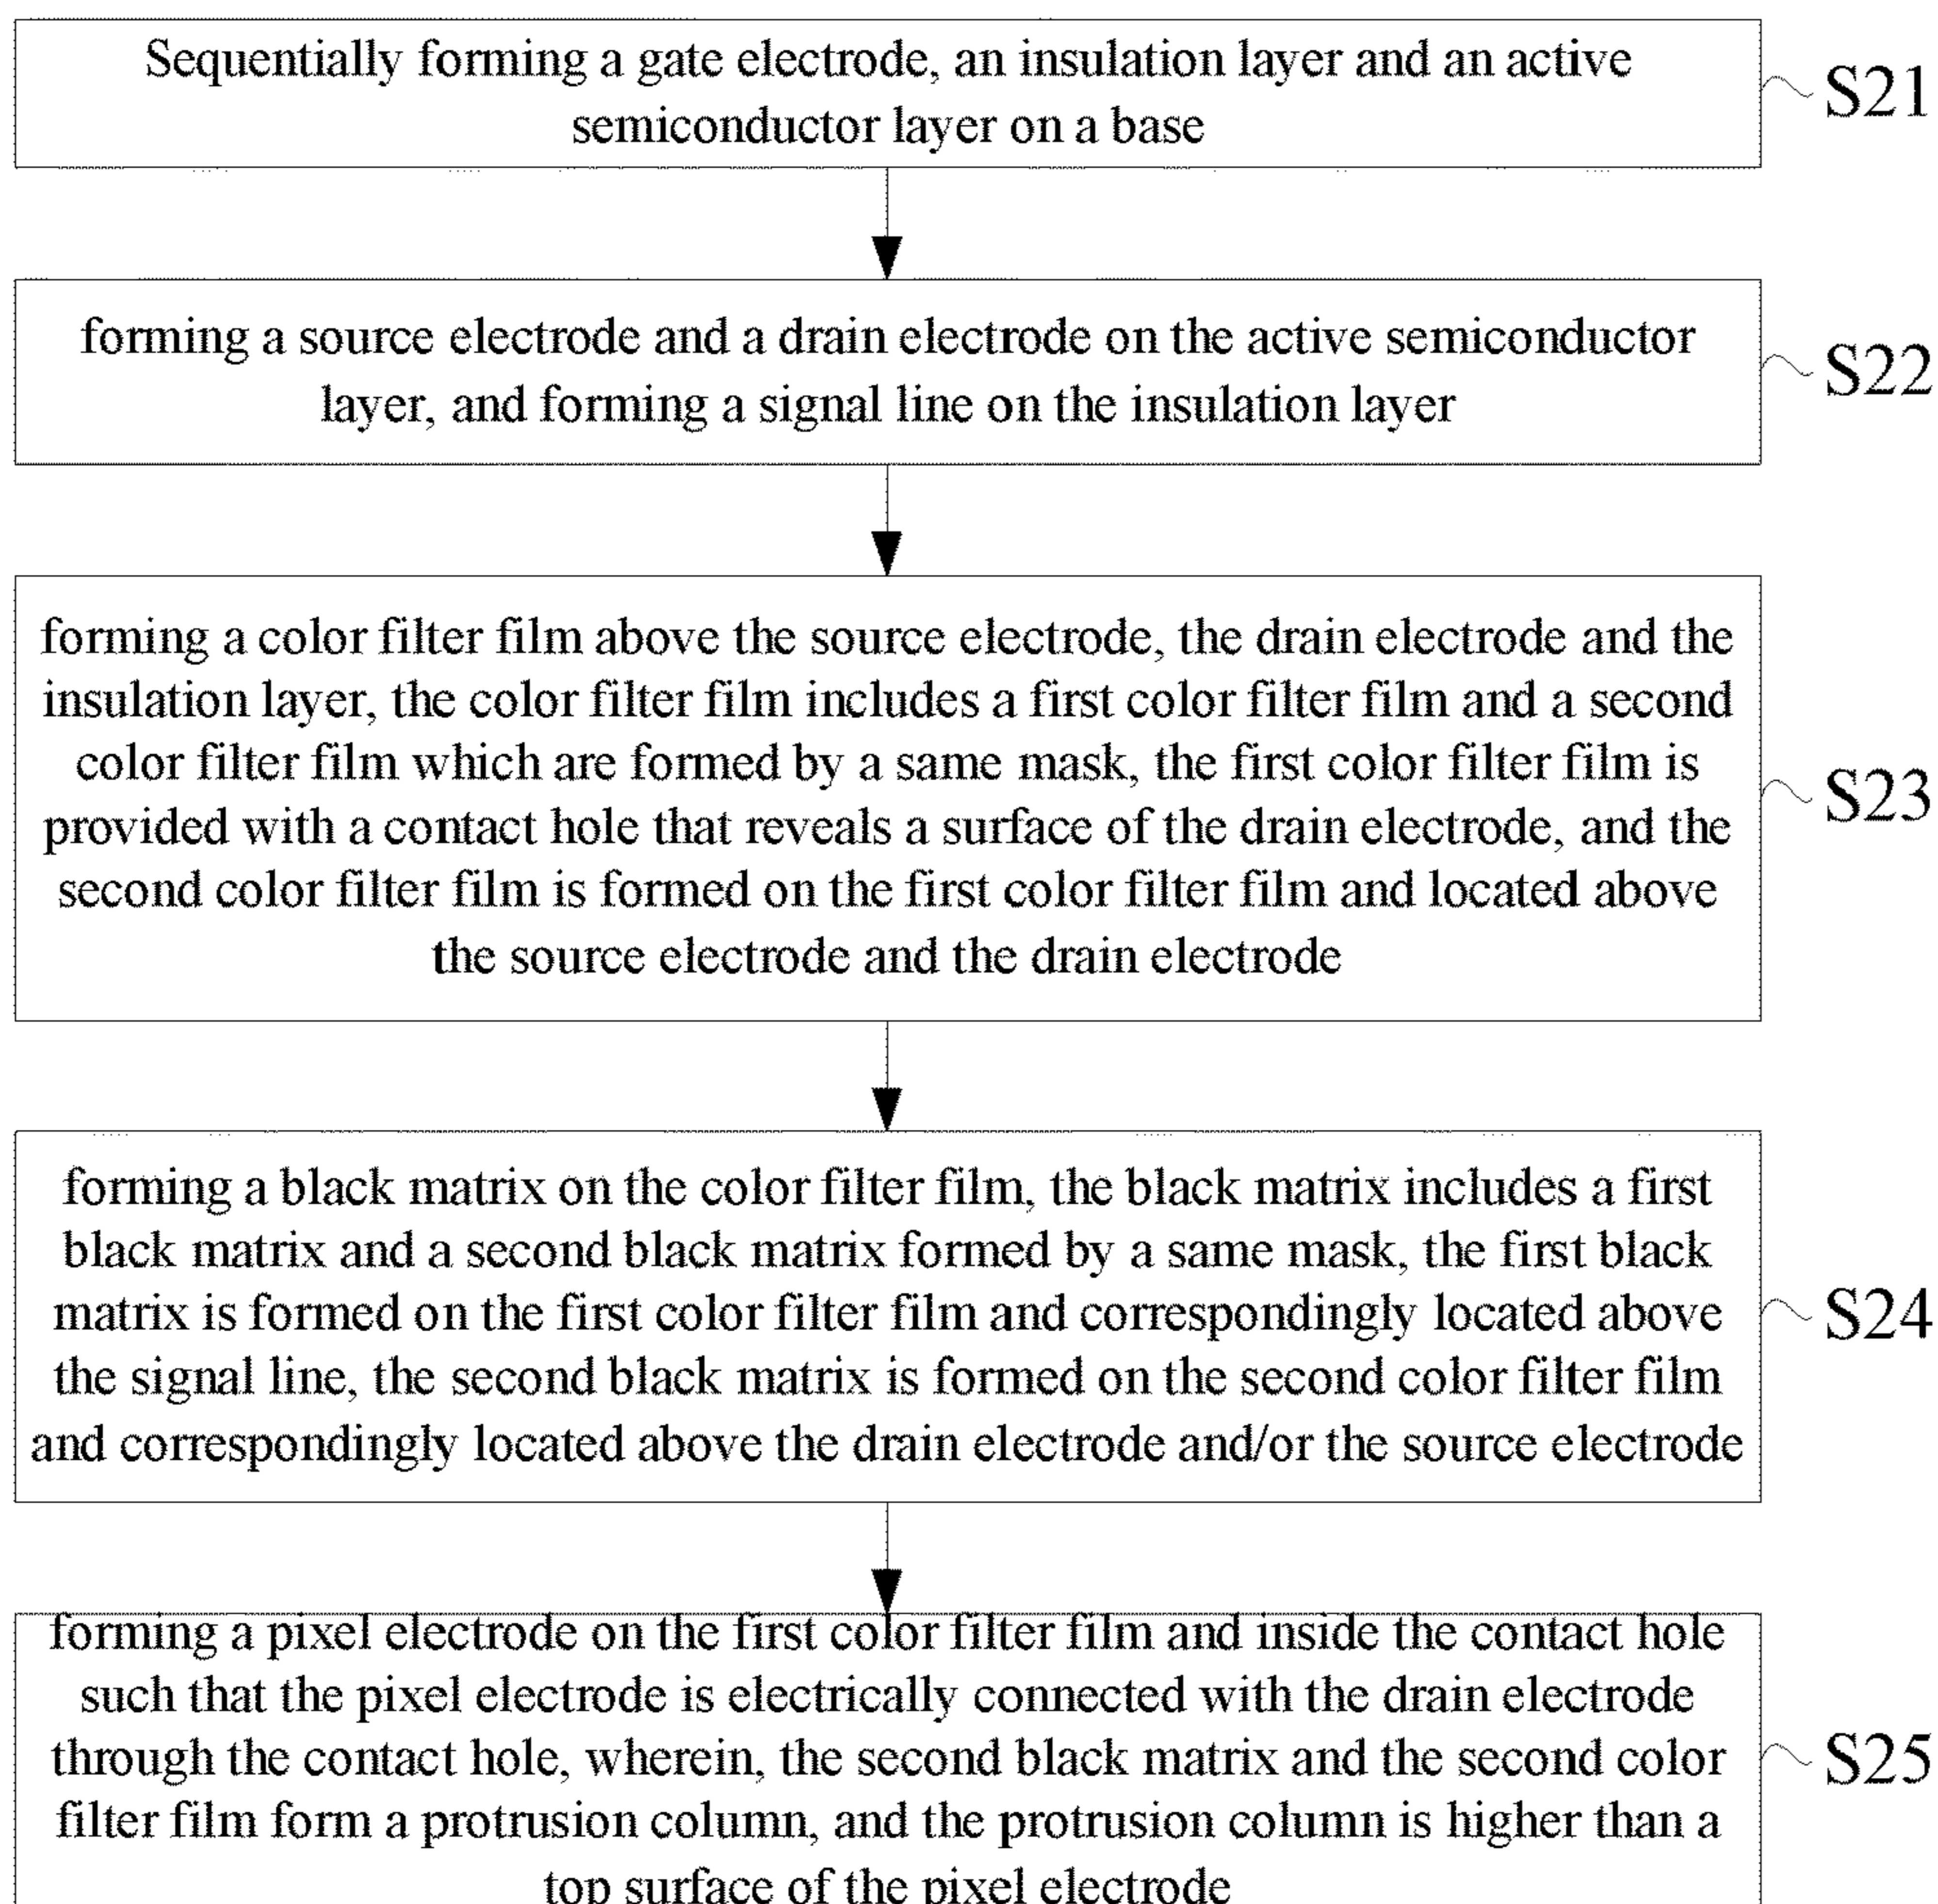 Sequentially forming a gate electrode, an insulation layer and an active
semiconductor layer on a base
S21
forming a source electrode and a drain electrode on the active semiconductor
layer, and forming a signal line on the insulation layer
S22
forming a color filter film above the source electrode, the drain electrode and the
insulation layer, the color filter film includes a first color filter film and a second
color filter film which are formed by a same mask, the first color filter film is
provided with a contact hole that reveals a surface of the drain electrode, and the
second color filter film is formed on the first color filter film and located above
the source electrode and the drain electrode
S23
forming a black matrix on the color filter film, the black matrix includes a first
black matrix and a second black matrix formed by a same mask, the first black
matrix is formed on the first color filter film and correspondingly located above
the signal line, the second black matrix is formed on the second color filter film
and correspondingly located above the drain electrode and/or the source electrode
S24
forming a pixel electrode on the first color filter film and inside the contact hole
such that the pixel electrode is electrically connected with the drain electrode
through the contact hole, wherein, the second black matrix and the second color
filter film form a protrusion column, and the protrusion column is higher than a
top surface of the pixel electrode
S25